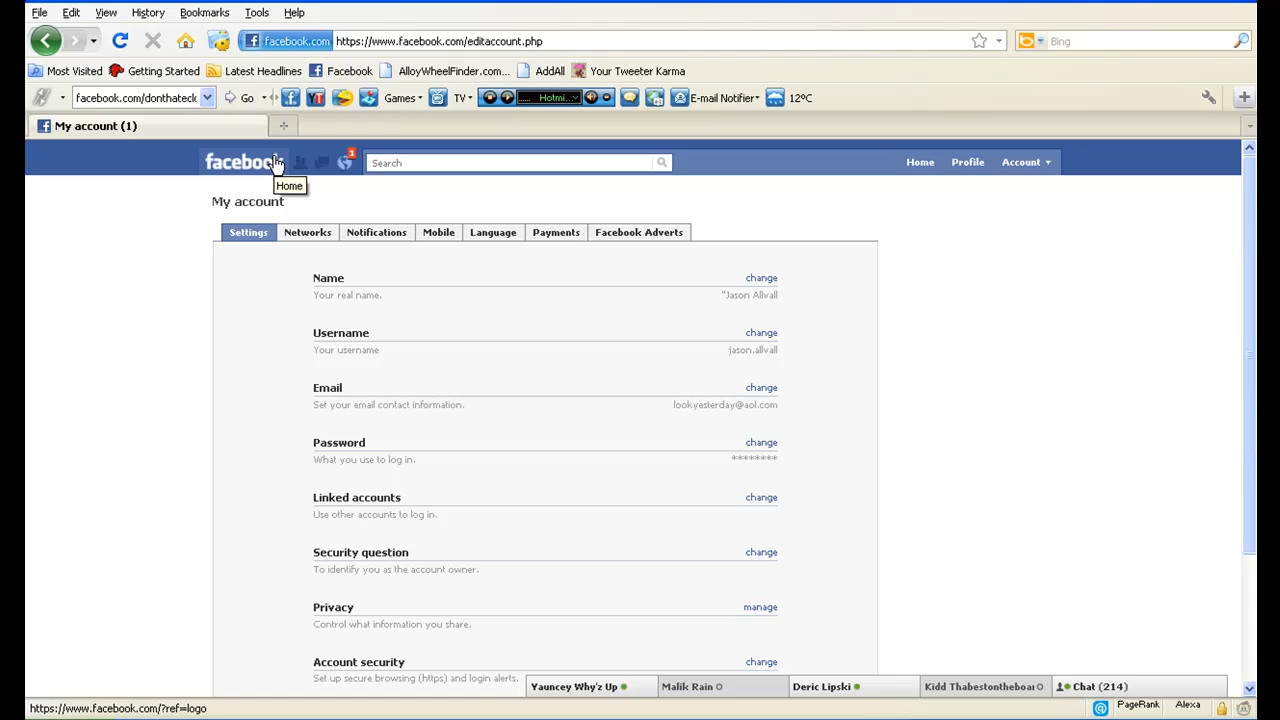 File Edit View History Bookmarks Tools Help
facebook.com https://www.facebook.com/editaccount.php Bing
Most Visited Getting Started Latest Headlines Facebook AlloyWheelFinder.com... AddAll Your Tweeter Karma
facebook.com/donthatecl Go Games TV Hotmi... E-mail Notifier 12°C
My account (1)
facebook 1 Search Home Profile Account
Home
My account
Settings Networks Notifications Mobile Language Payments Facebook Adverts
Name change
Your real name. "Jason Allvall
Username change
Your username jason.allvall
Email change
Set your email contact information. lookyesterday@aol.com
Password change
What you use to log in. ********
Linked accounts change
Use other accounts to log in.
Security question change
To identify you as the account owner.
Privacy manage
Control what information you share.
Account security change
Set up secure browsing (https) and login alerts.
Yauncey Why'z Up Malik Rain Deric Lipski Kidd Thabestontheboar Chat (214)
https://www.facebook.com/?ref=logo PageRank Alexa